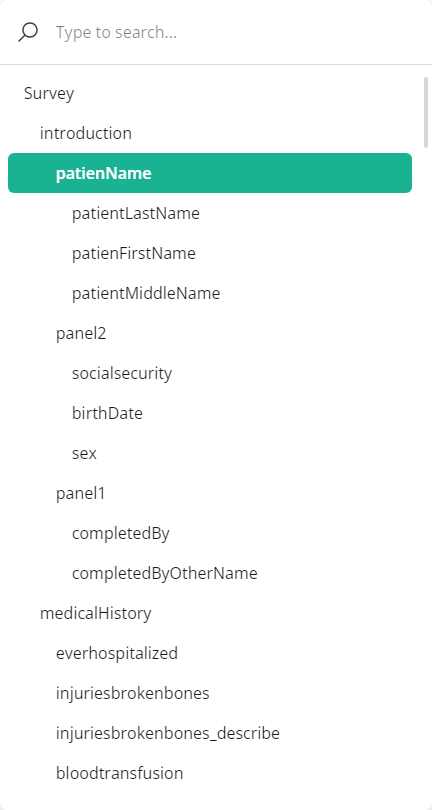 Type to search...
Survey
introduction
patienName
patientLastName
patienFirstName
patientMiddleName
panel2
socialsecurity
birthDate
sex
panel1
completedBy
completedByOtherName
medicalHistory
everhospitalized
injuriesbrokenbones
injuriesbrokenbones_describe
bloodtransfusion